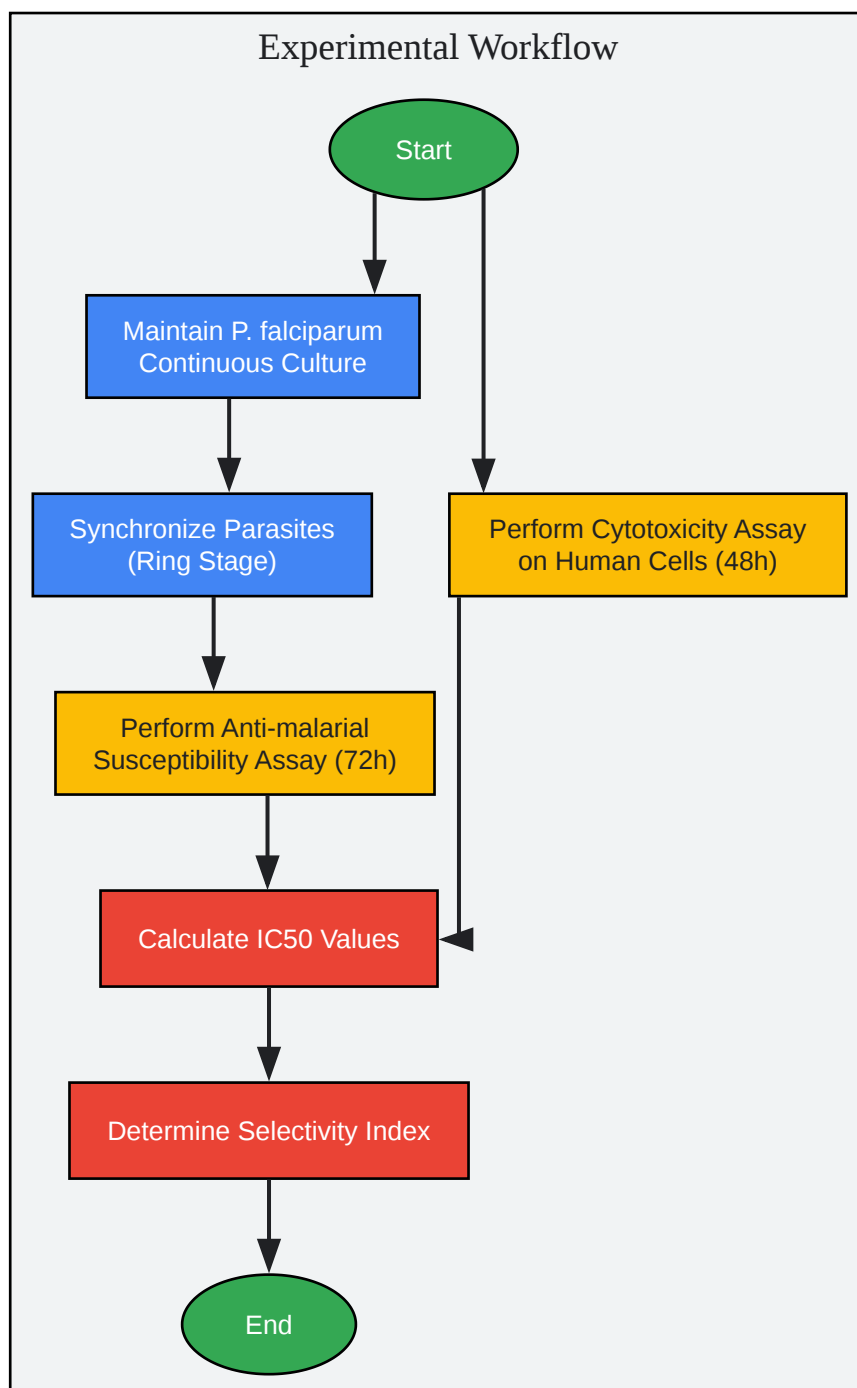 Experimental Workflow
Start
Maintain P. falciparum
Continuous Culture
Synchronize Parasites
(Ring Stage)
Perform Cytotoxicity Assay
on Human Cells (48h)
Perform Anti-malarial
Susceptibility Assay (72h)
Calculate IC50 Values
Determine Selectivity Index
End